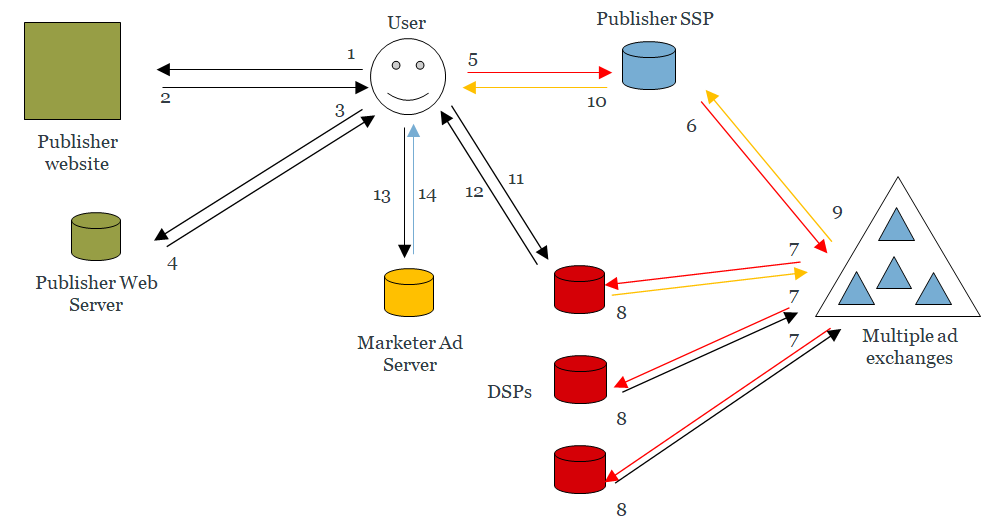 User
Publisher SSP
1
5
2
10
3
6
Publisher
website
13
14
12
11
9
4
7
Publisher Web
Server
7
8
Marketer Ad
Server
7
Multiple ad
exchanges
DSPs
8
8